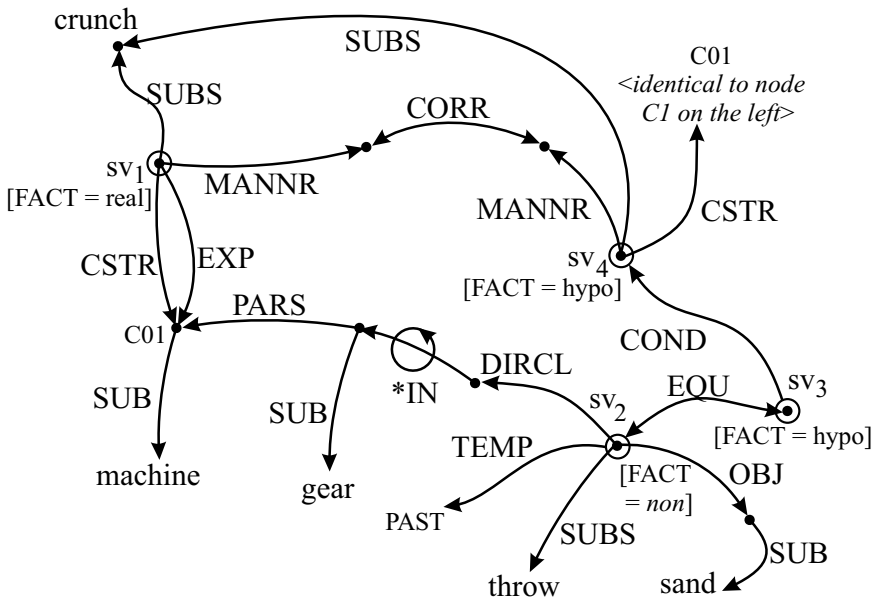 crunch
SUBS
C01
<identical to node
C1 on the left>
SUBS
CORR
sv1
[FACT = real]
MANNR
MANNR
CSTR
sv4
[FACT = hypo]
CSTR
EXP
PARS
C01
COND
DIRCL
*IN
SUB
SUB
sv2
EQU
sv3
[FACT = hypo]
TEMP
[FACT
= non]
OBJ
machine
gear
PAST
SUBS
SUB
throw
sand